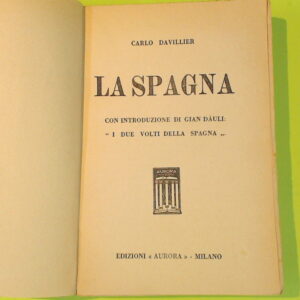 CARLO DAVILLIER
LA SPAGNA
CON INTRODUZIONE DI GIAN DÀULI:
“ I DUE VOLTI DELLA SPAGNA „
AURORA
EDIZIONI « AURORA » - MILANO